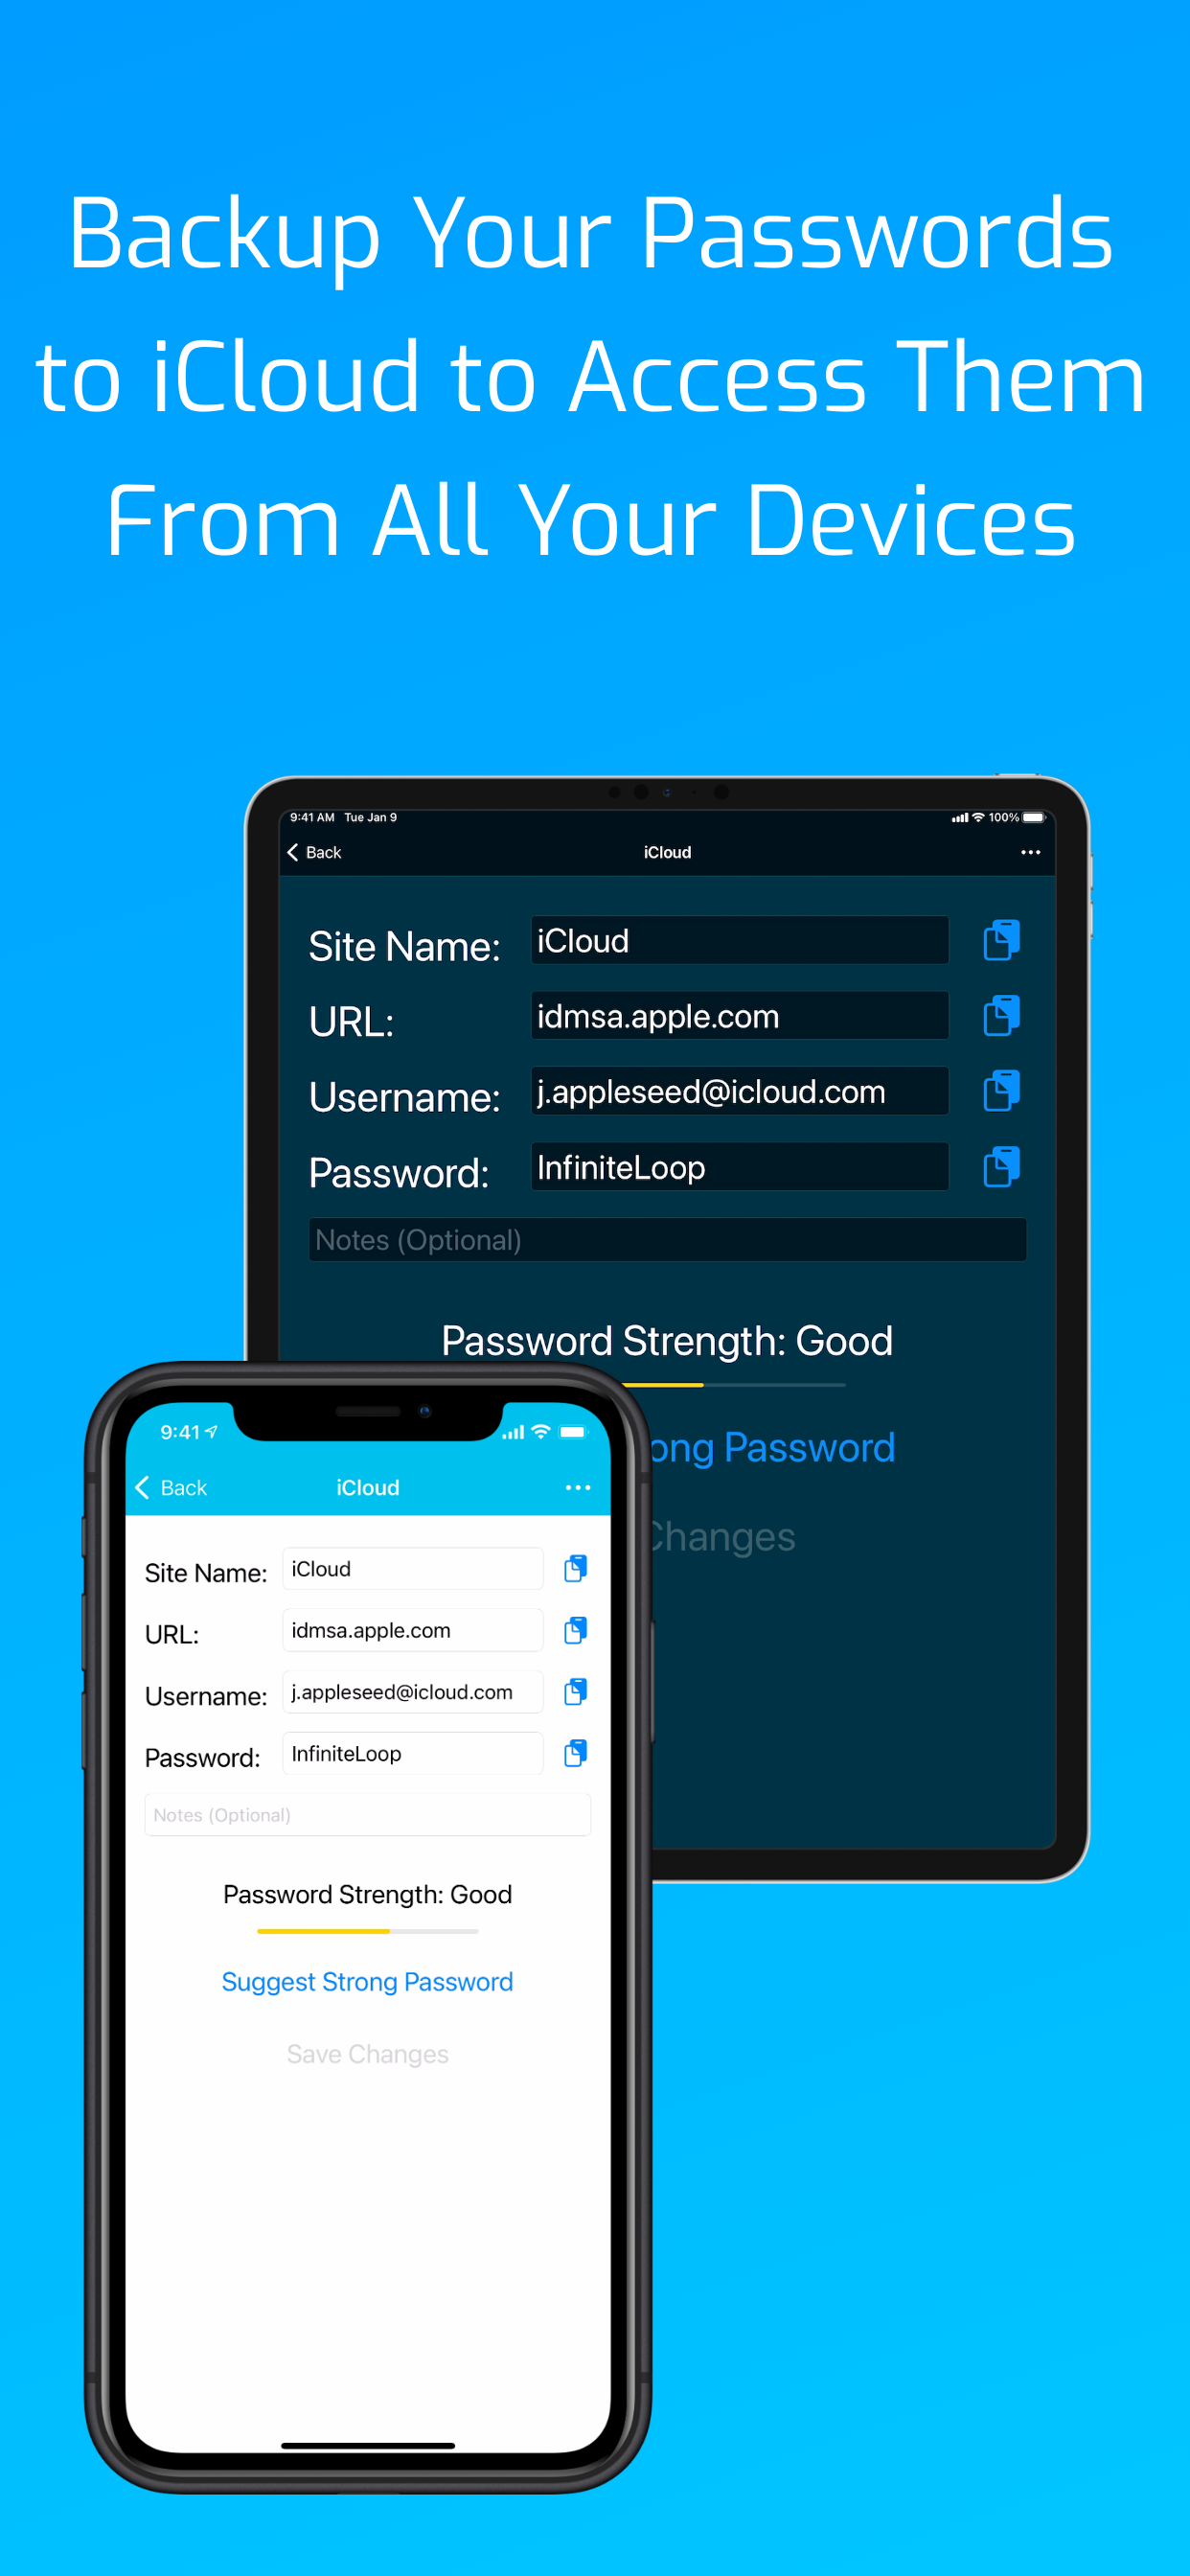 Backup Your Passwords
to iCloud to Access Them
From All Your Devices
9:41 AM Tue Jan 9 100%
Back iCloud
Site Name: iCloud
URL: idmsa.apple.com
Username: j.appleseed@icloud.com
Password: InfiniteLoop
Notes (Optional)
Password Strength: Good
Password
Changes
9:41
Back iCloud
Site Name: iCloud
URL: idmsa.apple.com
Username: j.appleseed@icloud.com
Password: InfiniteLoop
Notes (Optional)
Password Strength: Good
Suggest Strong Password
Save Changes